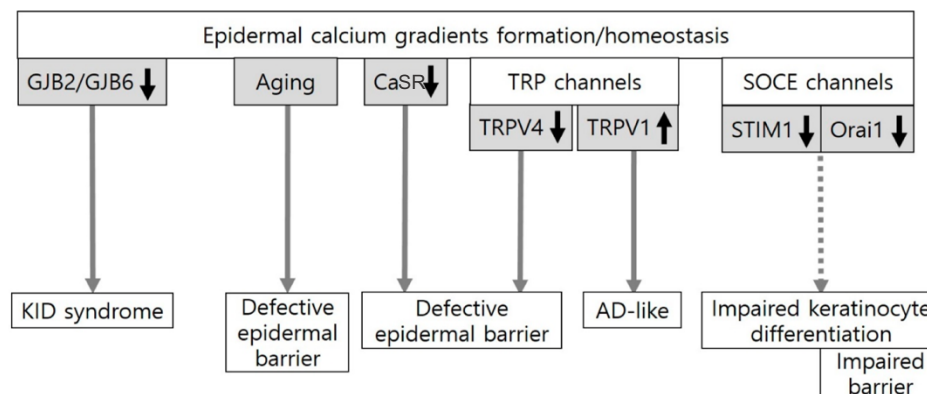 Epidermal calcium gradients formation/homeostasis
GJB2/GJB6
Aging
CaSR
TRP channels
SOCE channels
TRPV4
TRPV1
STIM1
Orai1
KID syndrome
Defective
epidermal
barrier
Defective
epidermal barrier
AD-like
Impaired keratinocyte
differentiation
Impaired
barrier